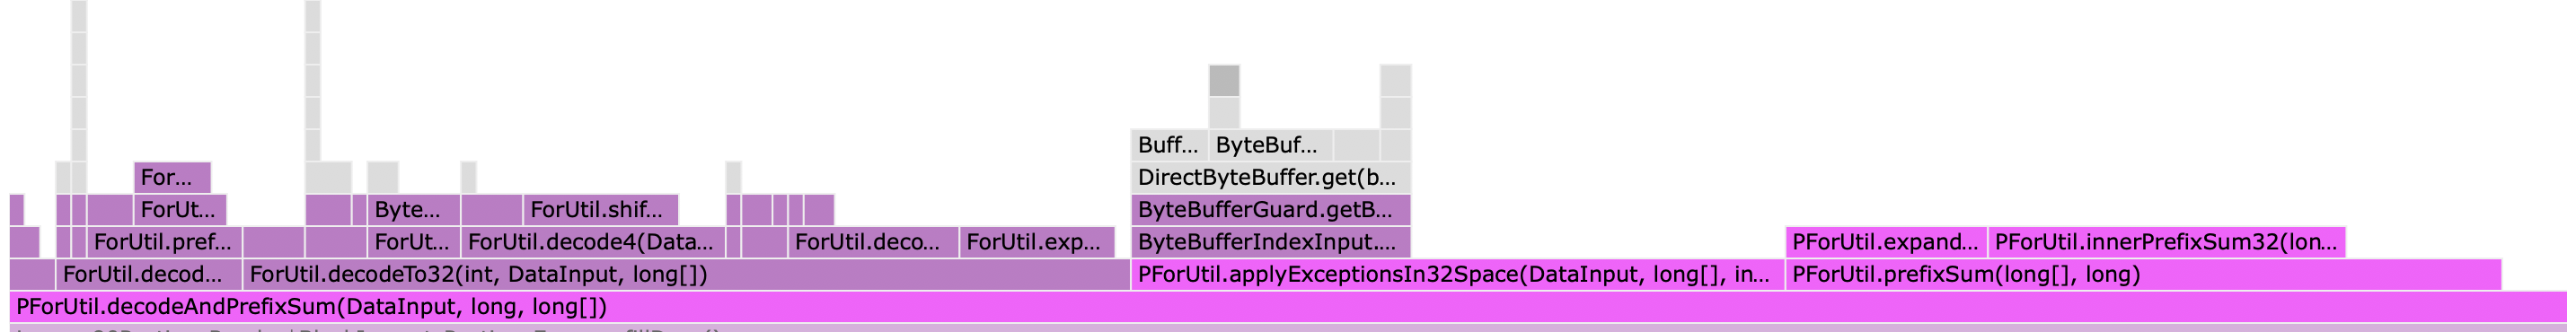 Buff... ByteBuf...
For... DirectByteBuffer.get(b...
ForUt... Byte... ForUtil.shif... ByteBufferGuard.getB...
ForUtil.pref... ForUt... ForUtil.decode4(Data... ForUtil.deco... ForUtil.exp... ByteBufferIndexInput.... PForUtil.expand... PForUtil.innerPrefixSum32(lon...
ForUtil.decod... ForUtil.decodeTo32(int, DataInput, long[]) PForUtil.applyExceptionsIn32Space(DataInput, long[], in... PForUtil.prefixSum(long[], long)
PForUtil.decodeAndPrefixSum(DataInput, long, long[])